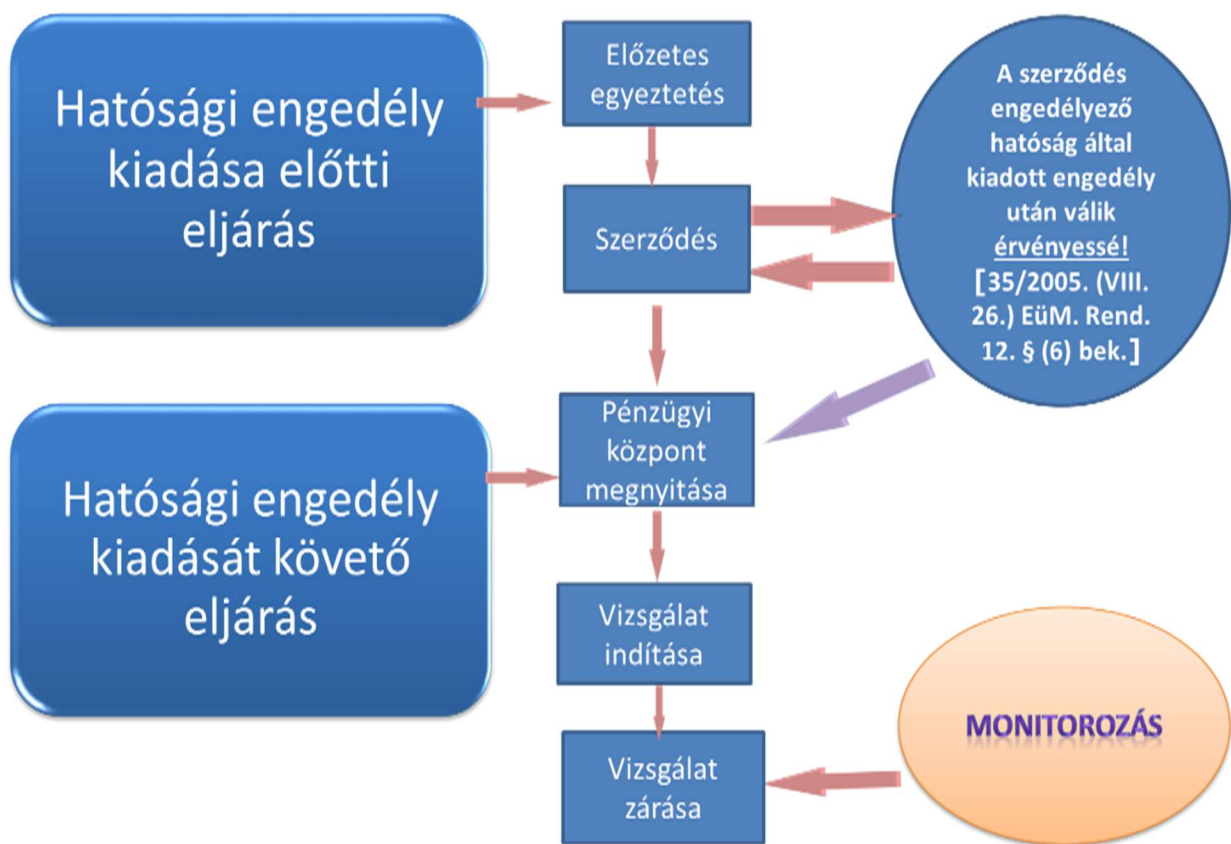 Hatósági engedély
kiadása előtti
eljárás
Előzetes
egyeztetés
Szerződés
A szerződés
engedélyező
hatóság által
kiadott engedély
után válik
érvényessé!
[35/2005. (VIII.
26.) EüM. Rend.
12. § (6) bek.]
Hatósági engedély
kiadását követő
eljárás
Pénzügyi
központ
megnyitása
Vizsgálat
indítása
Vizsgálat
zárása
MONITOROZÁS